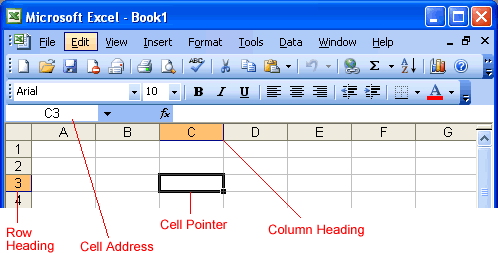 Microsoft Excel - Book1
File Edit View Insert Format Tools Data Window Help
Arial 10 B I U A
C3 fx
A B C D E F G
1
2
3
4
Row Heading
Cell Address
Cell Pointer
Column Heading